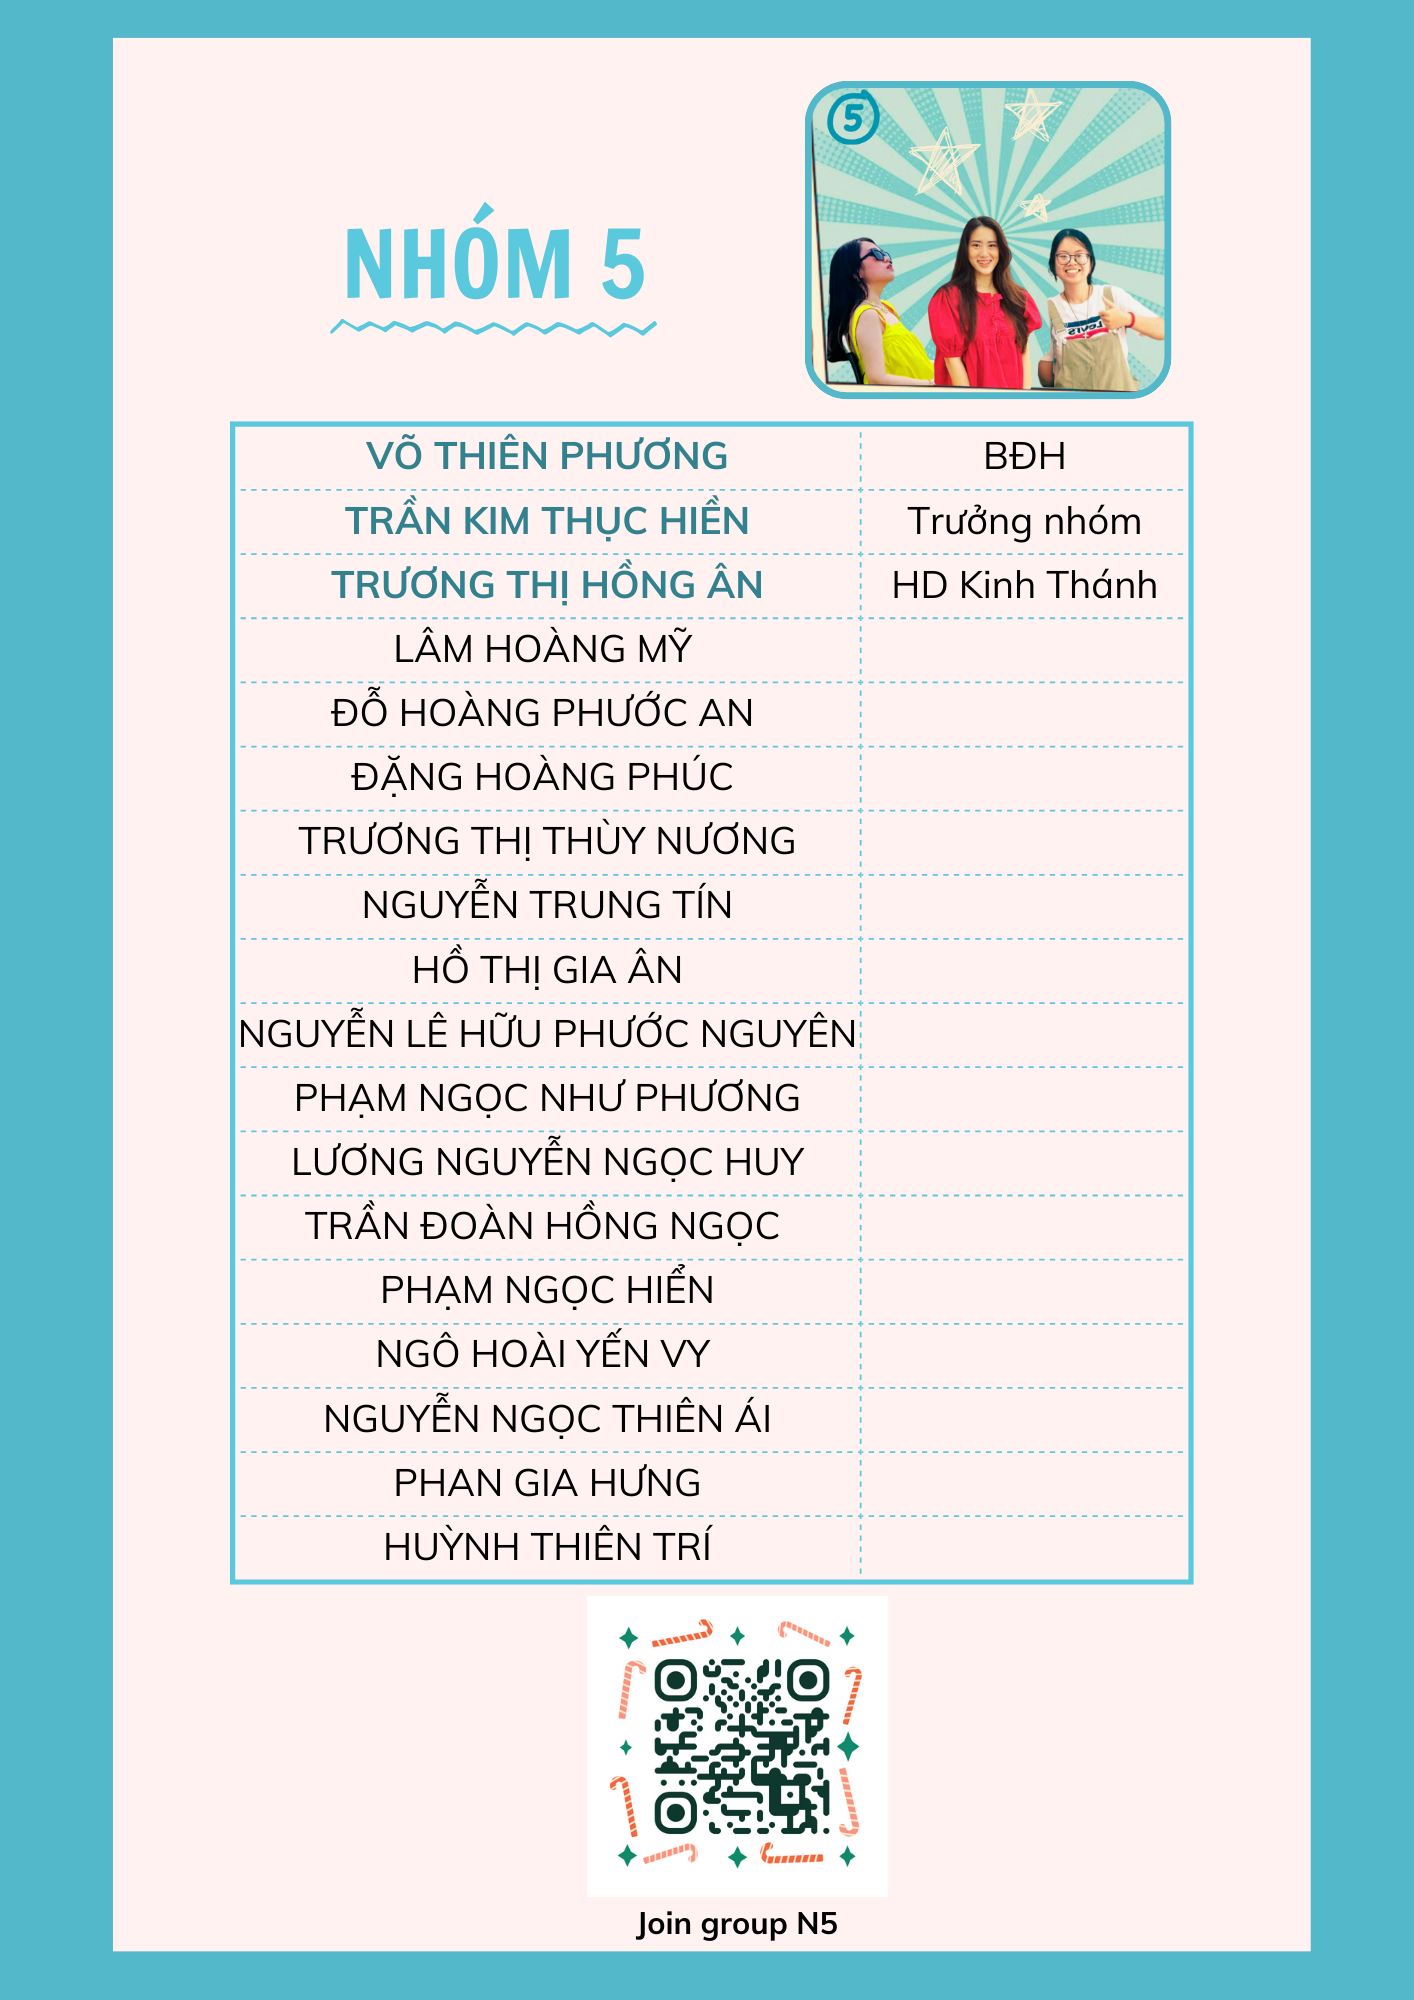 5
NHÓM 5
LEVI'S
VÕ THIÊN PHƯƠNG BĐH
TRẦN KIM THỤC HIỀN Trưởng nhóm
TRƯƠNG THỊ HỒNG ÂN HD Kinh Thánh
LÂM HOÀNG MỸ
ĐỖ HOÀNG PHƯỚC AN
ĐẶNG HOÀNG PHÚC
TRƯƠNG THỊ THÙY NƯƠNG
NGUYỄN TRUNG TÍN
HỒ THỊ GIA ÂN
NGUYỄN LÊ HỮU PHƯỚC NGUYÊN
PHẠM NGỌC NHƯ PHƯƠNG
LƯƠNG NGUYỄN NGỌC HUY
TRẦN ĐOÀN HỒNG NGỌC
PHẠM NGỌC HIỂN
NGÔ HOÀI YẾN VY
NGUYỄN NGỌC THIÊN ÁI
PHAN GIA HƯNG
HUỲNH THIÊN TRÍ
Join group N5